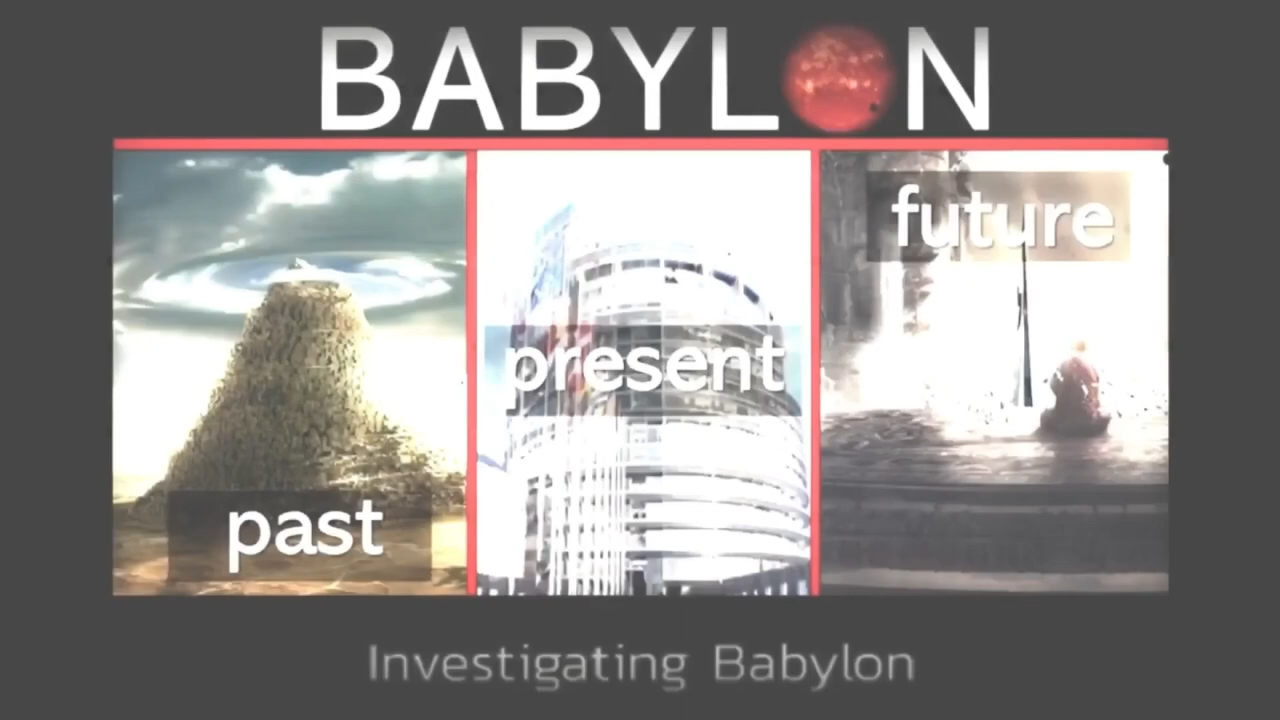 BABYLON
past
present
future
Investigating Babylon